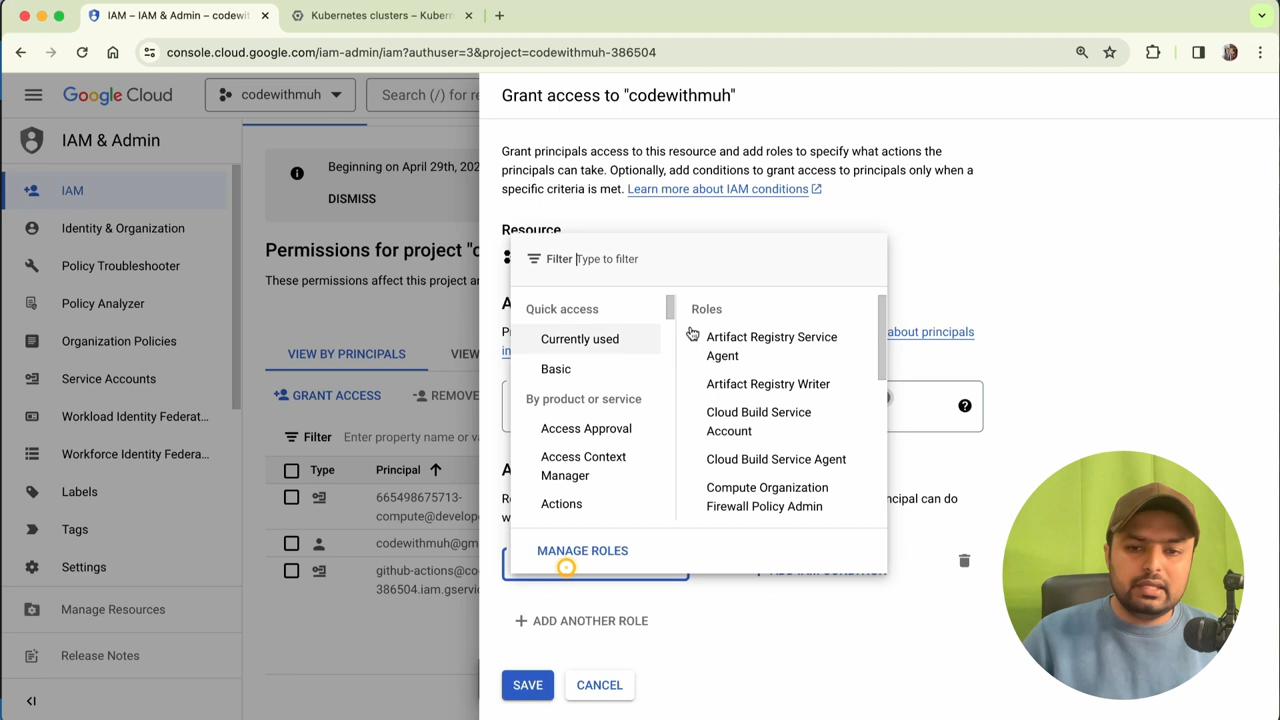 IAM – IAM & Admin – codewit
Kubernetes clusters – Kubern
console.cloud.google.com/iam-admin/iam?authuser=3&project=codewithmuh-386504
Google Cloud
codewithmuh
Search (/) for re
Grant access to "codewithmuh"
IAM & Admin
IAM
Identity & Organization
Policy Troubleshooter
Policy Analyzer
Organization Policies
Service Accounts
Workload Identity Federat...
Workforce Identity Federa...
Labels
Tags
Settings
Manage Resources
Release Notes
Beginning on April 29th, 202
DISMISS
Permissions for project "c
These permissions affect this project an
VIEW BY PRINCIPALS
VIEW
GRANT ACCESS
REMOVE
Filter
Enter property name or va
Type
Principal
665498675713-
compute@develope
codewithmuh@gm
github-actions@co
386504.iam.gservic
Grant principals access to this resource and add roles to specify what actions the
principals can take. Optionally, add conditions to grant access to principals only when a
specific criteria is met. Learn more about IAM conditions
Resource
about principals
in
Filter
Type to filter
Quick access
Currently used
Basic
By product or service
Access Approval
Access Context
Manager
Actions
Roles
Artifact Registry Service
Agent
Artifact Registry Writer
Cloud Build Service
Account
Cloud Build Service Agent
Compute Organization
Firewall Policy Admin
MANAGE ROLES
ncipal can do
ADD IAM CONDITION
ADD ANOTHER ROLE
SAVE
CANCEL